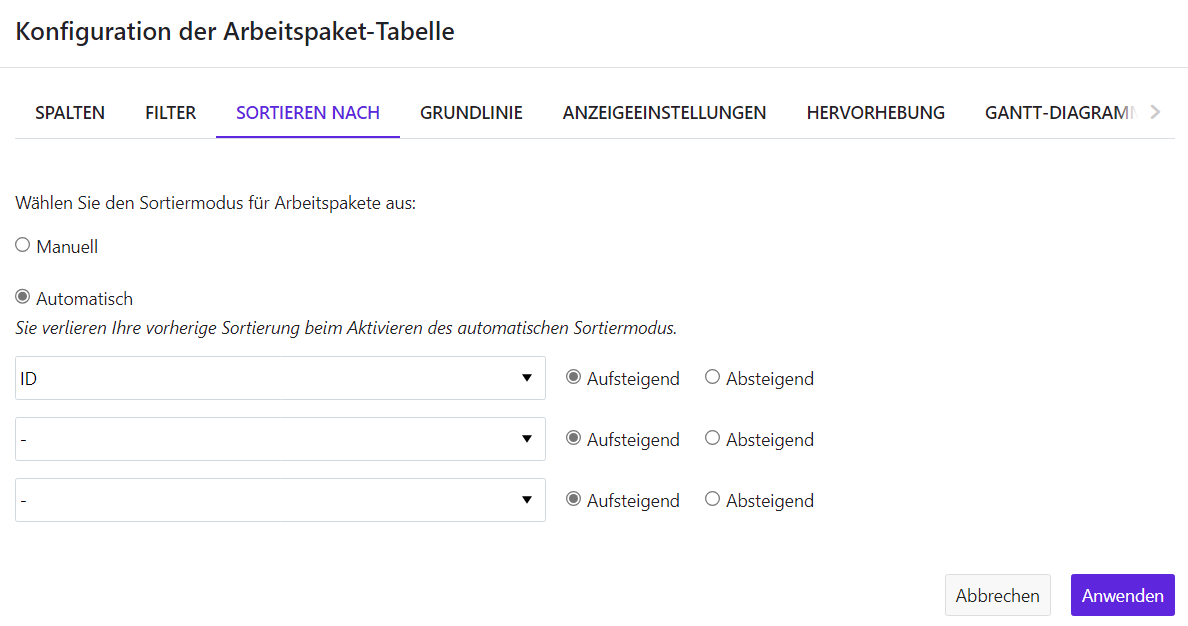 Konfiguration der Arbeitspaket-Tabelle
SPALTEN FILTER SORTIEREN NACH GRUNDLINIE ANZEIGEEINSTELLUNGEN HERVORHEBUNG GANTT-DIAGRAMM
Wählen Sie den Sortiermodus für Arbeitspakete aus:
Manuell
Automatisch
Sie verlieren Ihre vorherige Sortierung beim Aktivieren des automatischen Sortiermodus.
ID Aufsteigend Absteigend
- Aufsteigend Absteigend
- Aufsteigend Absteigend
Abbrechen Anwenden